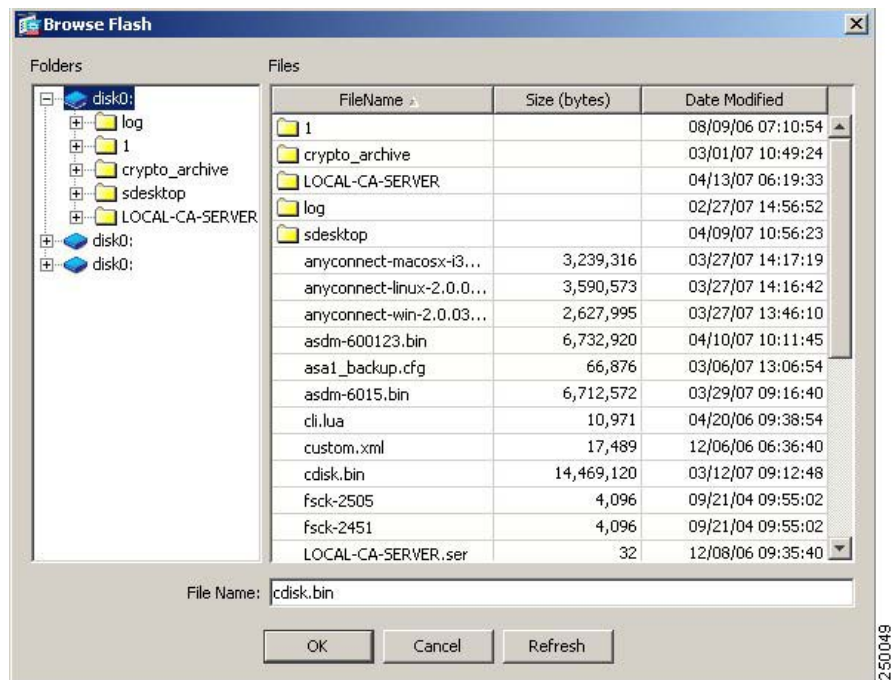 Browse Flash
Folders
Files
disk0:
log
1
crypto_archive
sdesktop
LOCAL-CA-SERVER
disk0:
disk0:
FileName Size (bytes) Date Modified
1 08/09/06 07:10:54
crypto_archive 03/01/07 10:49:24
LOCAL-CA-SERVER 04/13/07 06:19:33
log 02/27/07 14:56:52
sdesktop 04/09/07 10:56:23
anyconnect-macosx-i3... 3,239,316 03/27/07 14:17:19
anyconnect-linux-2.0.0... 3,590,573 03/27/07 14:16:42
anyconnect-win-2.0.03... 2,627,995 03/27/07 13:46:10
asdm-600123.bin 6,732,920 04/10/07 10:11:45
asa1_backup.cfg 66,876 03/06/07 13:06:54
asdm-6015.bin 6,712,572 03/29/07 09:16:40
cli.lua 10,971 04/20/06 09:38:54
custom.xml 17,489 12/06/06 06:36:40
cdisk.bin 14,469,120 03/12/07 09:12:48
fsck-2505 4,096 09/21/04 09:55:02
fsck-2451 4,096 09/21/04 09:55:02
LOCAL-CA-SERVER.ser 32 12/08/06 09:35:40
File Name: cdisk.bin
OK Cancel Refresh
250049